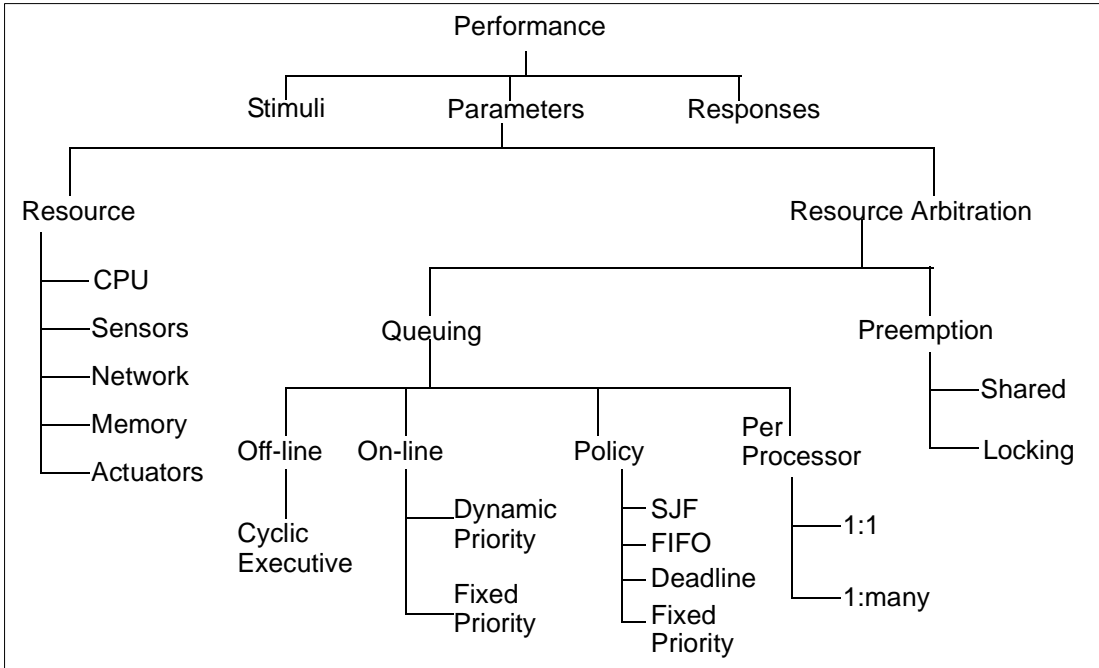 Performance
Stimuli
Parameters
Responses
Resource
Resource Arbitration
CPU
Sensors
Network
Memory
Actuators
Queuing
Preemption
Shared
Locking
Off-line
On-line
Policy
Per
Processor
Cyclic
Executive
Dynamic
Priority
Fixed
Priority
SJF
FIFO
Deadline
Fixed
Priority
1:1
1:many